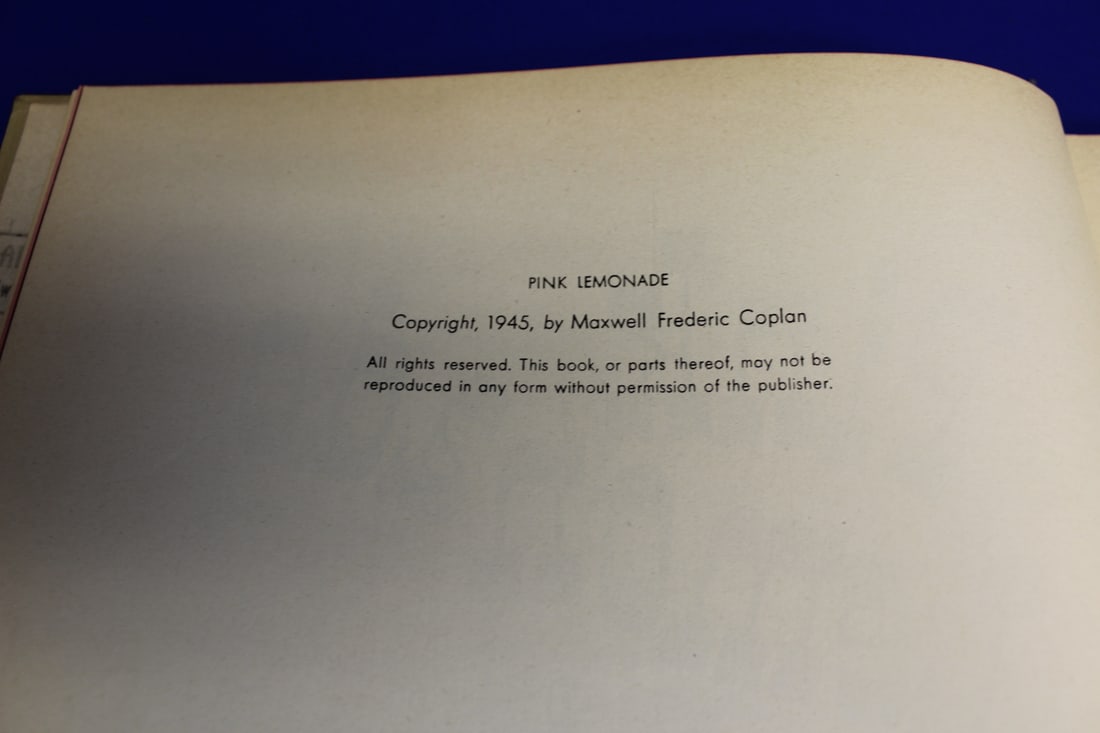 PINK LEMONADE
Copyright, 1945, by Maxwell Frederic Coplan
All rights reserved. This book, or parts thereof, may not be
reproduced in any form without permission of the publisher.